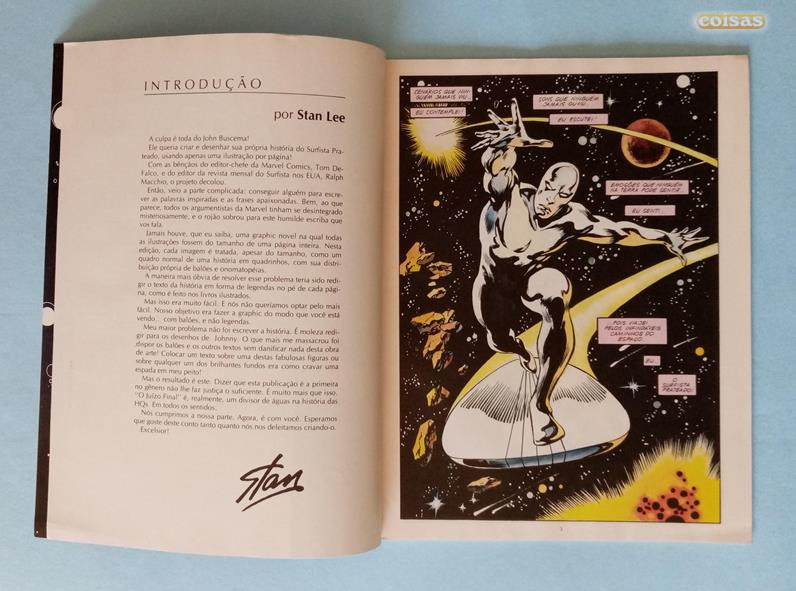 coisas
INTRODUÇÃO
por Stan Lee
A culpa é toda do John Buscema!
Ele queria criar e desenhar sua própria história do Surfista Pra-
teado, usando apenas uma ilustração por página!
Com as bênçãos do editor-chefe da Marvel Comics, Tom De-
Falco, e do editor da revista mensal do Surfista nos EUA, Ralph
Macchio, o projeto decolou.
Então, veio a parte complicada: conseguir alguém para escre-
ver as palavras inspiradas e as frases apaixonadas. Bem, ao que
parece, todos os argumentistas da Marvel tinham se desintegrado
misteriosamente, e o rojão sobrou para este humilde escriba que
vos fala.
Jamais houve, que eu saiba, uma graphic novel na qual todas
as ilustrações fossem do tamanho de uma página inteira. Nesta
edição, cada imagem é tratada, apesar do tamanho, como um
quadro normal de uma história em quadrinhos, com sua distri-
buição própria de balões e onomatopéias.
A maneira mais óbvia de resolver esse problema teria sido redi-
gir o texto da história em forma de legendas no pé de cada pági-
na, como é feito nos livros ilustrados.
Mas isso era muito fácil. E nós não queríamos optar pelo mais
fácil. Nosso objetivo era fazer a graphic do modo que você está
vendo... com balões, e não legendas.
Meu maior problema não foi escrever a história. É moleza redi-
gir para os desenhos de Johnny. O que mais me massacrou foi
dispor os balões e os outros textos sem danificar nada desta obra
de arte! Colocar um texto sobre uma destas fabulosas figuras ou
sobre qualquer um dos brilhantes fundos era como cravar uma
espada em meu peito!
Mas o resultado é este. Dizer que esta publicação é a primeira
no gênero não lhe faz justiça o suficiente. É muito mais que isso.
"O Juízo Final" é, realmente, um divisor de águas na história das
HQs. Em todos os sentidos.
Nós cumprimos a nossa parte. Agora, é com você. Esperamos
que goste deste conto tanto quanto nós nos deleitamos criando-o.
Excelsior!
Stan
CENÁRIOS QUE NIN-
GUÉM JAMAIS VIU...
EU CONTEMPLEI!
SONS QUE NINGUÉM
JAMAIS OUVIU...
EU ESCUTEI!
EMOÇÕES QUE NINGUÉM
NA TERRA PODE SENTIR...
EU SENTI...
POIS VIAJEI
PELOS INFINDÁVEIS
CAMINHOS DO
ESPAÇO.
EU...
O
SURFISTA
PRATEADO!